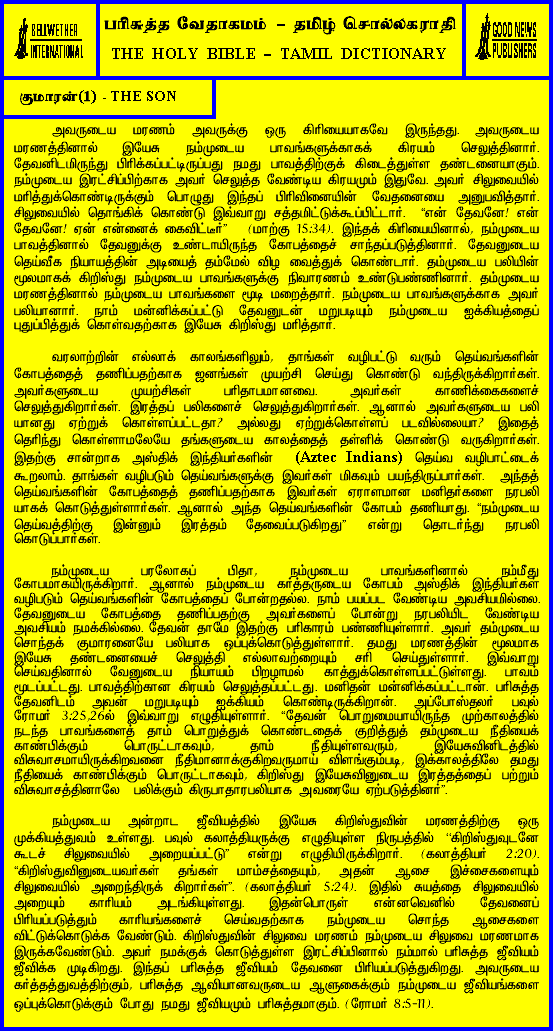 BELLWETHER
INTERNATIONAL
பரிசுத்த வேதாகமம் – தமிழ் சொல்லகராதி
THE HOLY BIBLE – TAMIL DICTIONARY
GOOD NEWS
PUBLISHERS
குமாரன்(1) - THE SON
அவருடைய மரணம் அவருக்கு ஒரு கிரியையாகவே இருந்தது. அவருடைய
மரணத்தினால் இயேசு நம்முடைய பாவங்களுக்காகக் கிரயம் செலுத்தினார்.
தேவனிடமிருந்து பிரிக்கப்பட்டிருப்பது நமது பாவத்திற்குக் கிடைத்துள்ள தண்டனையாகும்.
நம்முடைய இரட்சிப்பிற்காக அவர் செலுத்த வேண்டிய கிரயமும் இதுவே. அவர் சிலுவையில்
மரித்துக்கொண்டிருக்கும் பொழுது இந்தப் பிரிவினையின் வேதனையை அனுபவித்தார்.
சிலுவையில் தொங்கிக் கொண்டு இவ்வாறு சத்தமிட்டுக்கூப்பிட்டார். “என் தேவனே! என்
தேவனே! ஏன் என்னைக் கைவிட்டீர்” (மாற்கு 15:34). இந்தக் கிரியையினால், நம்முடைய
பாவத்தினால் தேவனுக்கு உண்டாயிருந்த கோபத்தைச் சாந்தப்படுத்தினார். தேவனுடைய
தெய்வீக நியாயத்தின் அடியைத் தம்மேல் விழ வைத்துக் கொண்டார். தம்முடைய பலியின்
மூலமாகக் கிறிஸ்து நம்முடைய பாவங்களுக்கு நிவாரணம் உண்டுபண்ணினார். தம்முடைய
மரணத்தினால் நம்முடைய பாவங்களை மூடி மறைத்தார். நம்முடைய பாவங்களுக்காக அவர்
பலியானார். நாம் மன்னிக்கப்பட்டு தேவனுடன் மறுபடியும் நம்முடைய ஐக்கியத்தைப்
புதுப்பித்துக் கொள்வதற்காக இயேசு கிறிஸ்து மரித்தார்.
வரலாற்றின் எல்லாக் காலங்களிலும், தாங்கள் வழிபட்டு வரும் தெய்வங்களின்
கோபத்தைத் தணிப்பதற்காக ஜனங்கள் முயற்சி செய்து கொண்டு வந்திருக்கிறார்கள்.
அவர்களுடைய முயற்சிகள் பரிதாபமானவை. அவர்கள் காணிக்கைகளைச்
செலுத்துகிறார்கள். இரத்தப் பலிகளைச் செலுத்துகிறார்கள். ஆனால் அவர்களுடைய பலி
யானது ஏற்றுக் கொள்ளப்பட்டதா? அல்லது ஏற்றுக்கொள்ளப் படவில்லையா? இதைத்
தெரிந்து கொள்ளாமலேயே தங்களுடைய காலத்தைத் தள்ளிக் கொண்டு வருகிறார்கள்.
இதற்கு சான்றாக அஸ்திக் இந்தியர்களின் (Aztec Indians) தெய்வ வழிபாட்டைக்
கூறலாம். தாங்கள் வழிபடும் தெய்வங்களுக்கு இவர்கள் மிகவும் பயந்திருப்பார்கள். அந்தத்
தெய்வங்களின் கோபத்தைத் தணிப்பதற்காக இவர்கள் ஏராளமான மனிதர்களை நரபலி
யாகக் கொடுத்துள்ளார்கள். ஆனால் அந்த தெய்வங்களின் கோபம் தணியாது. “நம்முடைய
தெய்வத்திற்கு இன்னும் இரத்தம் தேவைப்படுகிறது” என்று தொடர்ந்து நரபலி
கொடுப்பார்கள்.
நம்முடைய பரலோகப் பிதா, நம்முடைய பாவங்களினால் நம்மீது
கோபமாகயிருக்கிறார். ஆனால் நம்முடைய கர்த்தருடைய கோபம் அஸ்திக் இந்தியர்கள்
வழிபடும் தெய்வங்களின் கோபத்தைப் போன்றதல்ல. நாம் பயப்பட வேண்டிய அவசியமில்லை.
தேவனுடைய கோபத்தை தணிப்பதற்கு அவர்களைப் போன்று நரபலியிட வேண்டிய
அவசியம் நமக்கில்லை. தேவன் தாமே இதற்கு பரிகாரம் பண்ணியுள்ளார். அவர் தம்முடைய
சொந்தக் குமாரனையே பலியாக ஒப்புக்கொடுத்துள்ளார். தமது மரணத்தின் மூலமாக
இயேசு தண்டனையைச் செலுத்தி எல்லாவற்றையும் சரி செய்துள்ளார். இவ்வாறு
செய்வதினால் வேனுடைய நியாயம் பிறழாமல் காத்துக்கொள்ளப்பட்டுள்ளது. பாவம்
மூடப்பட்டது. பாவத்திற்கான கிரயம் செலுத்தப்பட்டது. மனிதன் மன்னிக்கப்பட்டான். பரிசுத்த
தேவனிடம் அவன் மறுபடியும் ஐக்கியம் கொண்டிருக்கிறான். அப்போஸ்தலர் பவுல்
ரோமர் 3:25,26ல் இவ்வாறு எழுதியுள்ளார். “தேவன் பொறுமையாயிருந்த முற்காலத்தில்
நடந்த பாவங்களைத் தாம் பொறுத்துக் கொண்டதைக் குறித்துத் தம்முடைய நீதியைக்
காண்பிக்கும் பொருட்டாகவும், தாம் நீதியுள்ளவரும், இயேசுவினிடத்தில்
விசுவாசமாயிருக்கிறவனை நீதிமானாக்குகிறவருமாய் விளங்கும்படி, இக்காலத்திலே தமது
நீதியைக் காண்பிக்கும் பொருட்டாகவும், கிறிஸ்து இயேசுவினுடைய இரத்தத்தைப் பற்றும்
விசுவாசத்தினாலே பலிக்கும் கிருபாதாரபலியாக அவரையே ஏற்படுத்தினார்”.
நம்முடைய அன்றாட ஜீவியத்தில் இயேசு கிறிஸ்துவின் மரணத்திற்கு ஒரு
முக்கியத்துவம் உள்ளது. பவுல் கலாத்தியருக்கு எழுதியுள்ள நிருபத்தில் “கிறிஸ்துவுடனே
கூடச் சிலுவையில் அறையப்பட்டு” என்று எழுதியிருக்கிறார். (கலாத்தியர் 2:20).
“கிறிஸ்துவினுடையவர்கள் தங்கள் மாம்சத்தையும், அதன் ஆசை இச்சைகளையும்
சிலுவையில் அறைந்திருக் கிறார்கள்”. (கலாத்தியர் 5:24). இதில் சுயத்தை சிலுவையில்
அறையும் காரியம் அடங்கியுள்ளது. இதன்பொருள் என்னவெனில் தேவனைப்
பிரியப்படுத்தும் காரியங்களைச் செய்வதற்காக நம்முடைய சொந்த ஆசைகளை
விட்டுக்கொடுக்க வேண்டும். கிறிஸ்துவின் சிலுவை மரணம் நம்முடைய சிலுவை மரணமாக
இருக்கவேண்டும். அவர் நமக்குக் கொடுத்துள்ள இரட்சிப்பினால் நம்மால் பரிசுத்த ஜீவியம்
ஜீவிக்க முடிகிறது. இந்தப் பரிசுத்த ஜீவியம் தேவனை பிரியப்படுத்துகிறது. அவருடைய
கர்த்தத்துவத்திற்கும், பரிசுத்த ஆவியானவருடைய ஆளுகைக்கும் நம்முடைய ஜீவியங்களை
ஒப்புக்கொடுக்கும் போது நமது ஜீவியமும் பரிசுத்தமாகும். (ரோமர் 8:5-11).